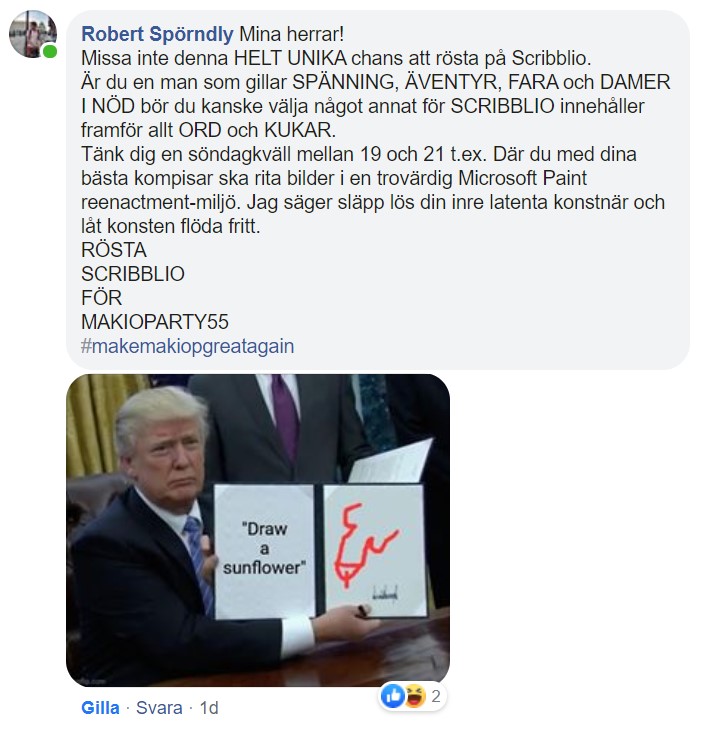 Robert Spörndly Mina herrar!
Missa inte denna HELT UNIKA chans att rösta på Scribblio.
Är du en man som gillar SPÄNNING, ÄVENTYR, FARA och DAMER
I NÖD bör du kanske välja något annat för SCRIBBLIO innehåller
framför allt ORD och KUKAR.
Tänk dig en söndagkväll mellan 19 och 21 t.ex. Där du med dina
bästa kompisar ska rita bilder i en trovärdig Microsoft Paint
reenactment-miljö. Jag säger släpp lös din inre latenta konstnär och
låt konsten flöda fritt.
RÖSTA
SCRIBBLIO
FÖR
MAKIOPARTY55
#makemakiopgreatagain
"Draw
a
sunflower"
Gilla · Svara · 1d
2